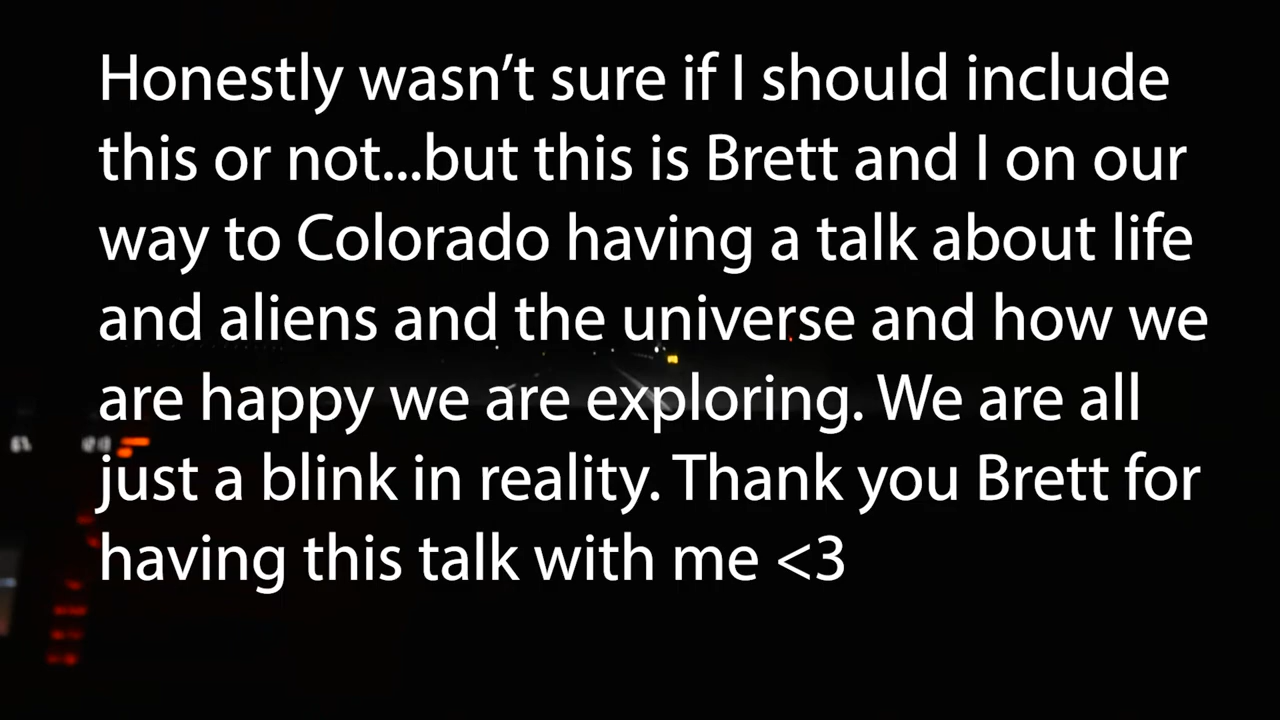 Honestly wasn’t sure if I should include
this or not...but this is Brett and I on our
way to Colorado having a talk about life
and aliens and the universe and how we
are happy we are exploring. We are all
just a blink in reality. Thank you Brett for
having this talk with me <3